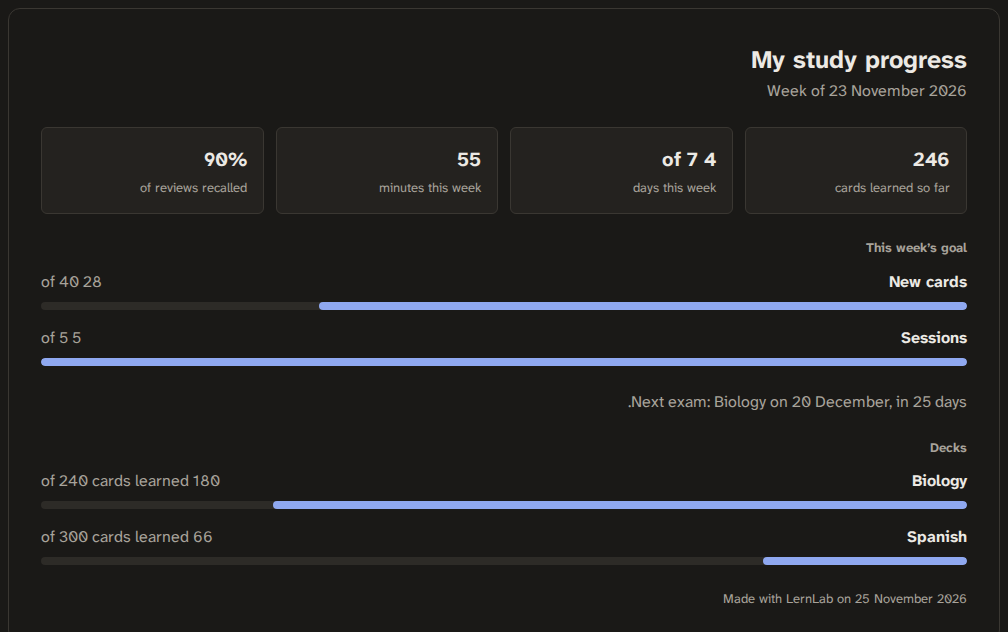 My study progress
Week of 23 November 2026
246
cards learned so far
of 7 4
days this week
55
minutes this week
90%
of reviews recalled
This week's goal
New cards
of 40 28
Sessions
of 5 5
.Next exam: Biology on 20 December, in 25 days
Decks
Biology
of 240 cards learned 180
Spanish
of 300 cards learned 66
Made with LernLab on 25 November 2026